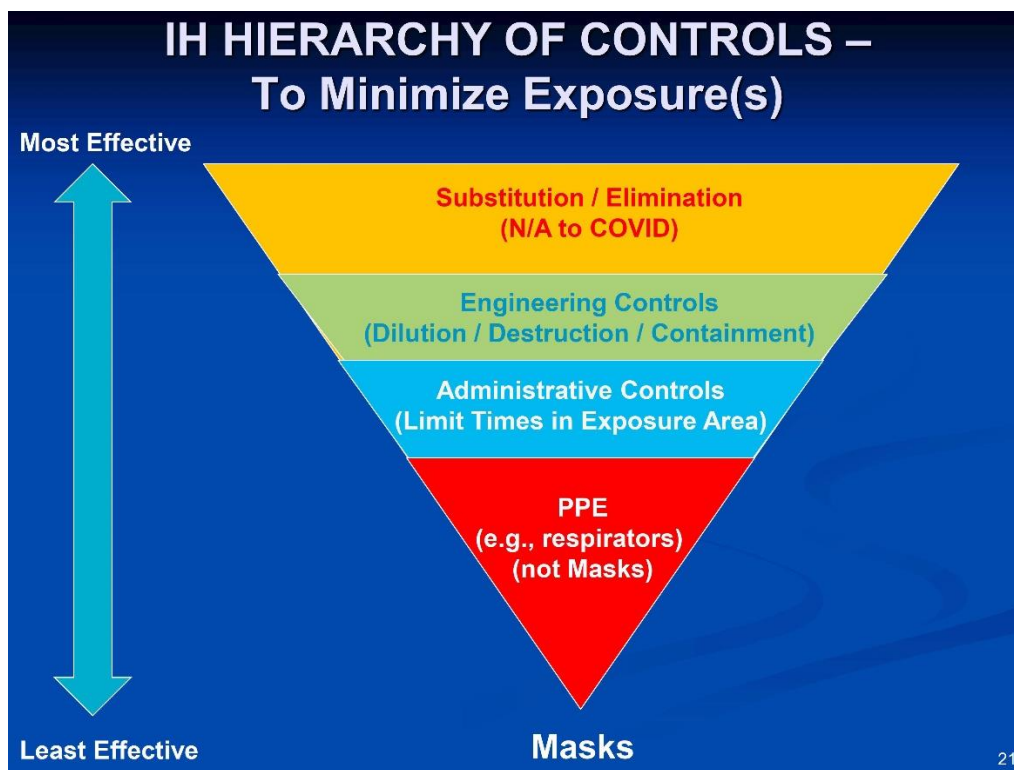 IH HIERARCHY OF CONTROLS –
To Minimize Exposure(s)
Most Effective
Substitution / Elimination
(N/A to COVID)
Engineering Controls
(Dilution / Destruction / Containment)
Administrative Controls
(Limit Times in Exposure Area)
PPE
(e.g., respirators)
(not Masks)
Least Effective
Masks
21